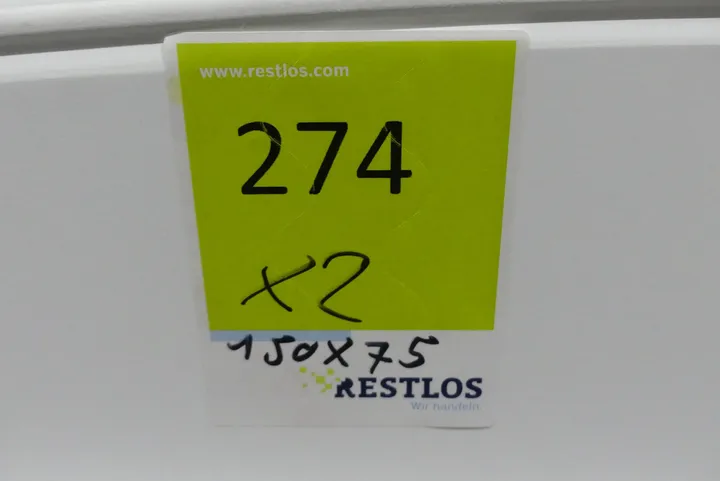 www.restlos.com
274
x2
150x75
RESTLOS
Wir handeln.